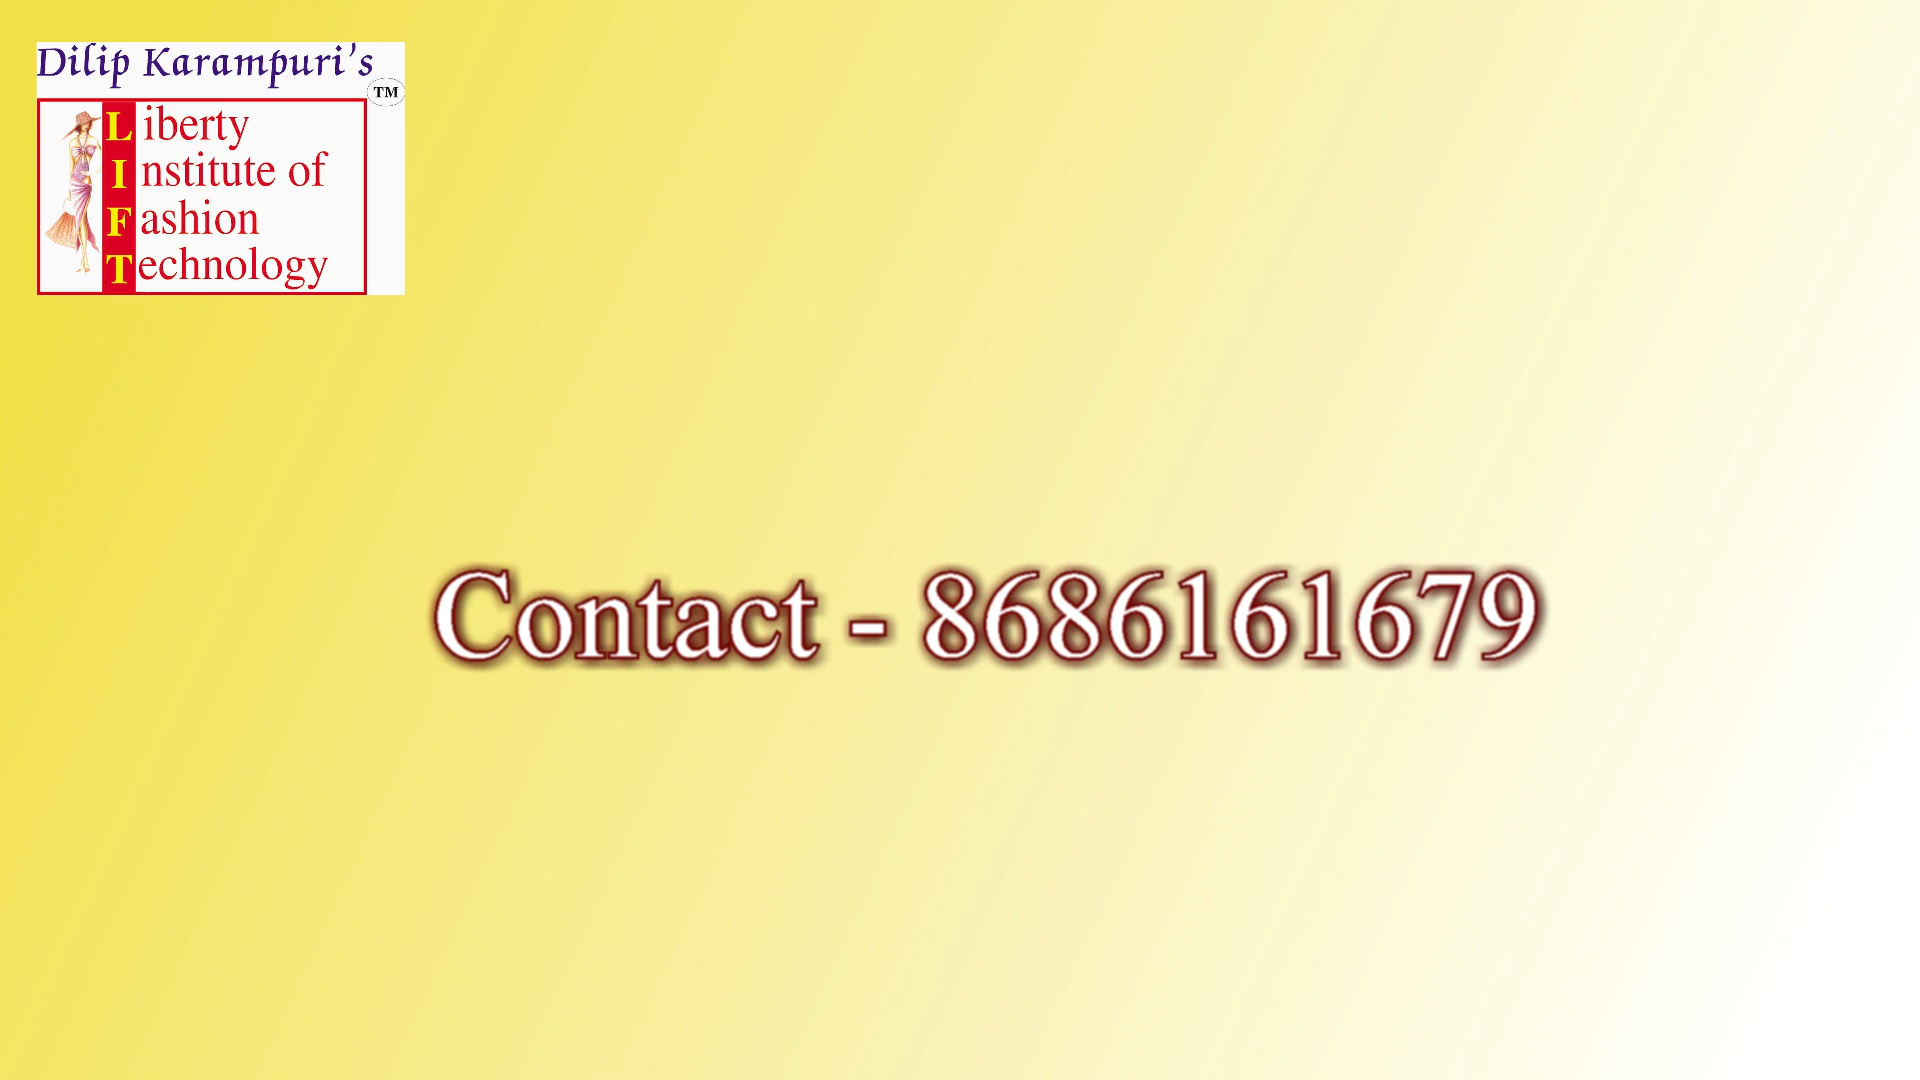 Dilip Karampuri's
TM
Liberty
Institute of
Fashion
Technology
Contact - 8686161679